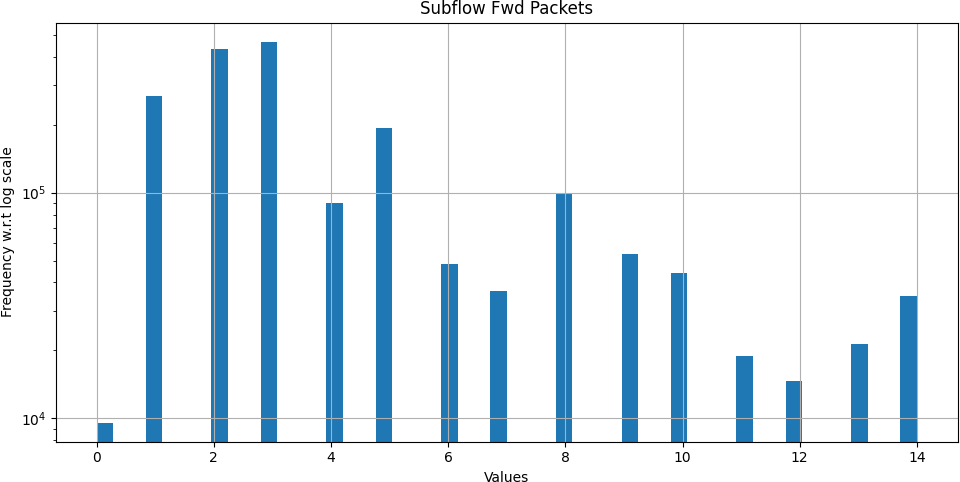 Subflow Fwd Packets
Frequency w.r.t log scale
10^5
10^4
0 2 4 6 8 10 12 14
Values